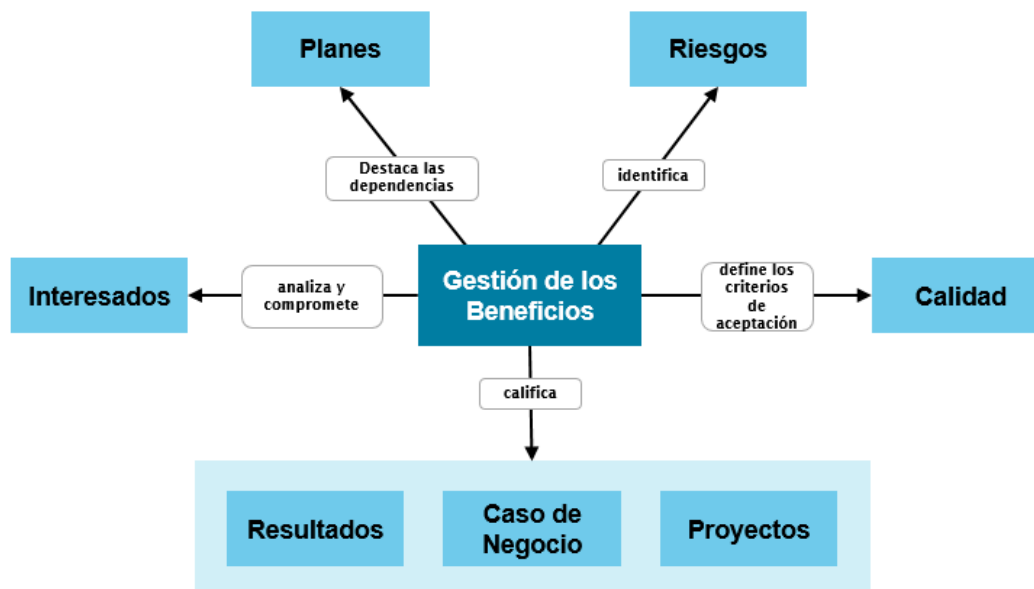 Planes
Riesgos
Destaca las
dependencias
identifica
Interesados
analiza y
compromete
Gestión de los
Beneficios
define los
criterios
de
aceptación
Calidad
califica
Resultados
Caso de
Negocio
Proyectos